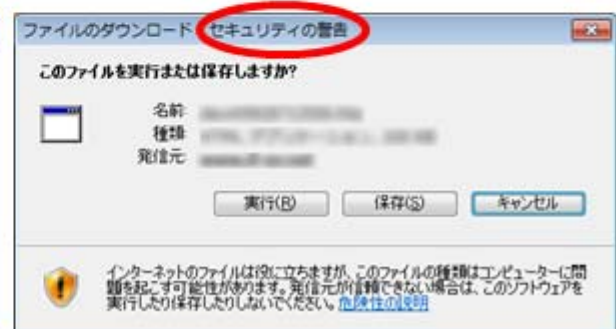 ファイルのダウンロード - セキュリティの警告
このファイルを実行または保存しますか?
名前:
種類:
発信元:
実行(R) 保存(S) キャンセル
インターネットのファイルは役に立ちますが、このファイルの種類はコンピューターに問
題を起こす可能性があります。発信元が信頼できない場合は、このソフトウェアを
実行したり保存したりしないでください。危険性の説明